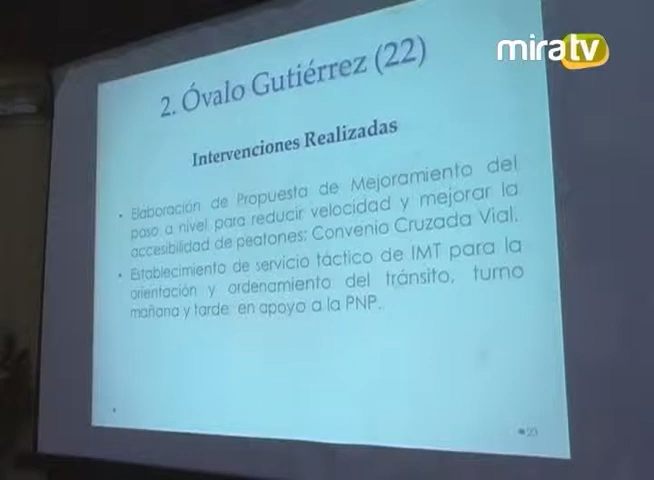 miratv
2. Óvalo Gutiérrez (22)
Intervenciones Realizadas
• Elaboración de Propuesta de Mejoramiento del
paso a nivel para reducir velocidad y mejorar la
accesibilidad de peatones: Convenio Cruzada Vial.
• Establecimiento de servicio táctico de IMT para la
orientación y ordenamiento del tránsito, turno
mañana y tarde en apoyo a la PNP.
23